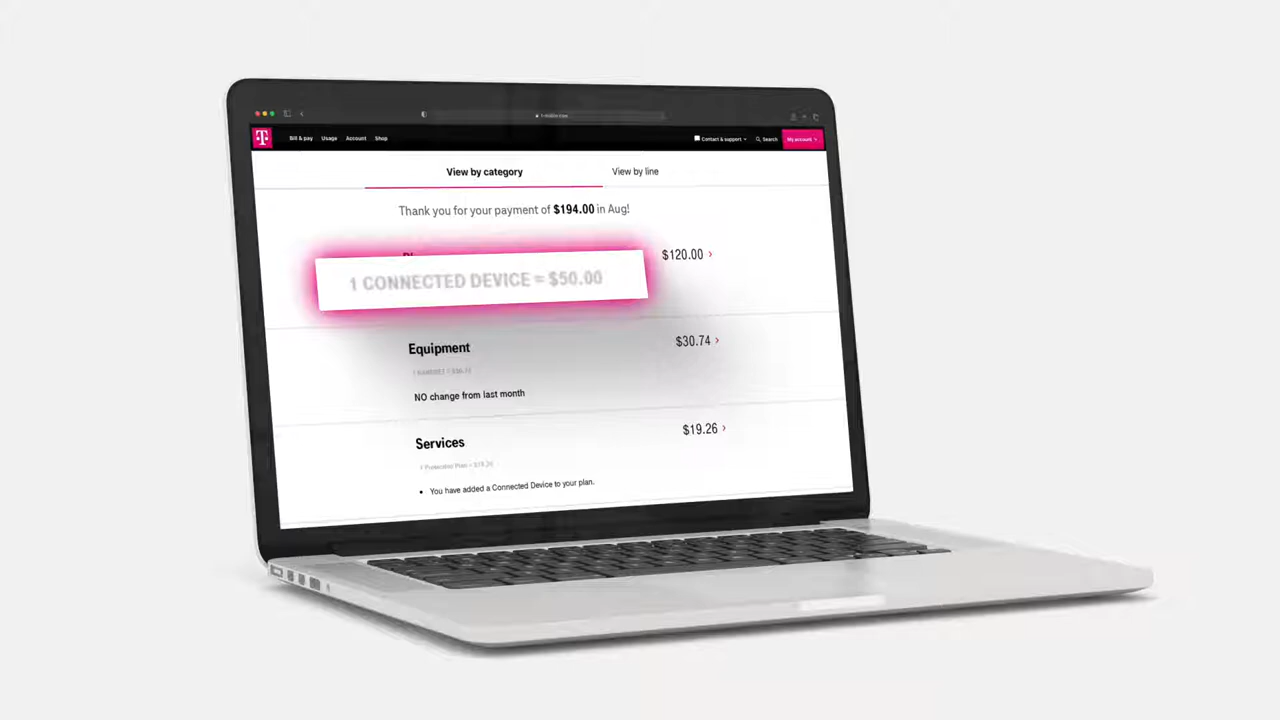 t-mobile.com
T
Bill & pay Usage Account Shop Contact & support Search My account
View by category View by line
Thank you for your payment of $194.00 in Aug!
$120.00
1 CONNECTED DEVICE = $50.00
Equipment $30.74
NO change from last month
Services $19.26
• You have added a Connected Device to your plan.